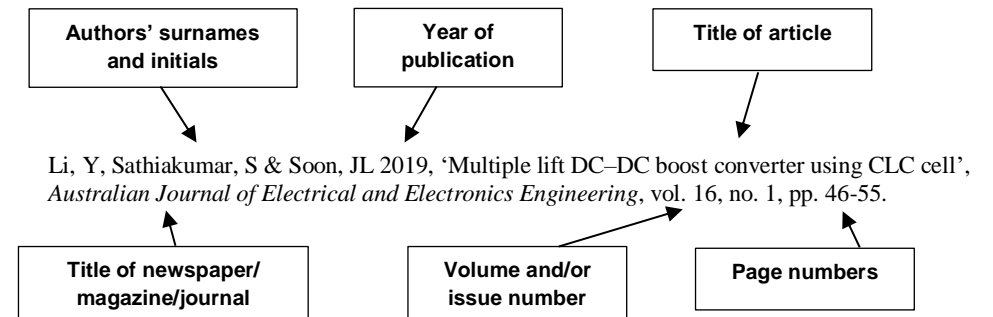 Authors’ surnames
and initials
Year of
publication
Title of article
Li, Y, Sathiakumar, S & Soon, JL 2019, ‘Multiple lift DC–DC boost converter using CLC cell’,
Australian Journal of Electrical and Electronics Engineering, vol. 16, no. 1, pp. 46-55.
Title of newspaper/
magazine/journal
Volume and/or
issue number
Page numbers